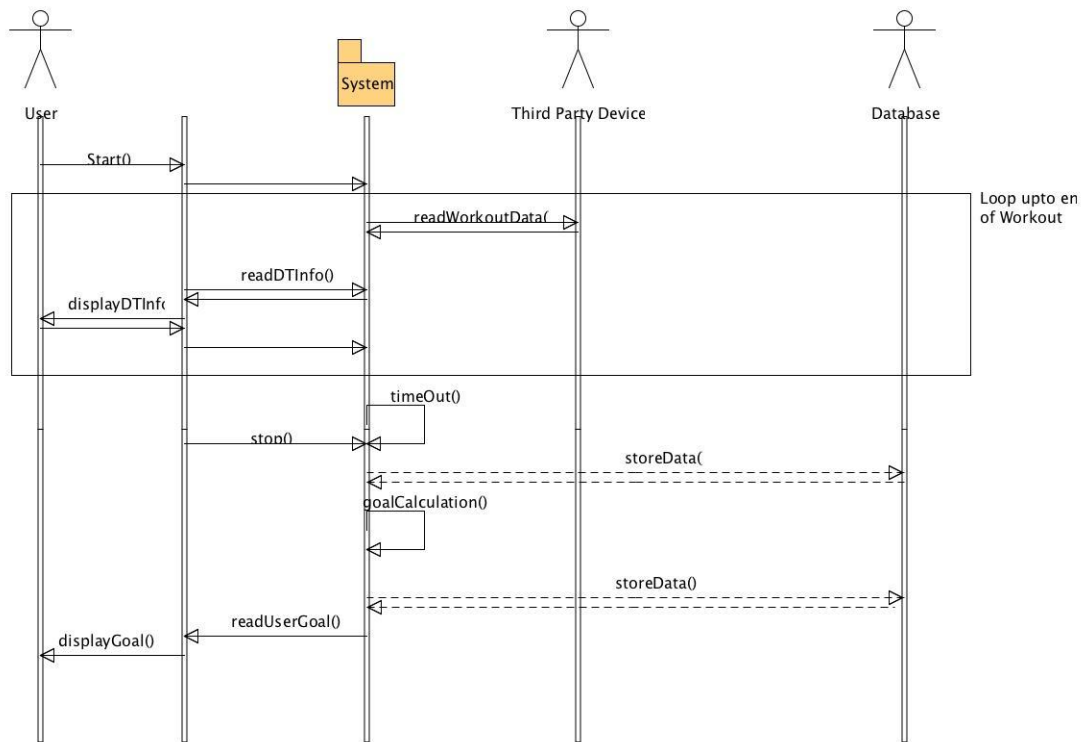 System
User
Third Party Device
Database
Start()
Loop upto en
of Workout
readWorkoutData(
readDTInfo()
displayDTInfo
timeOut()
stop()
storeData(
goalCalculation()
storeData()
readUserGoal()
displayGoal()